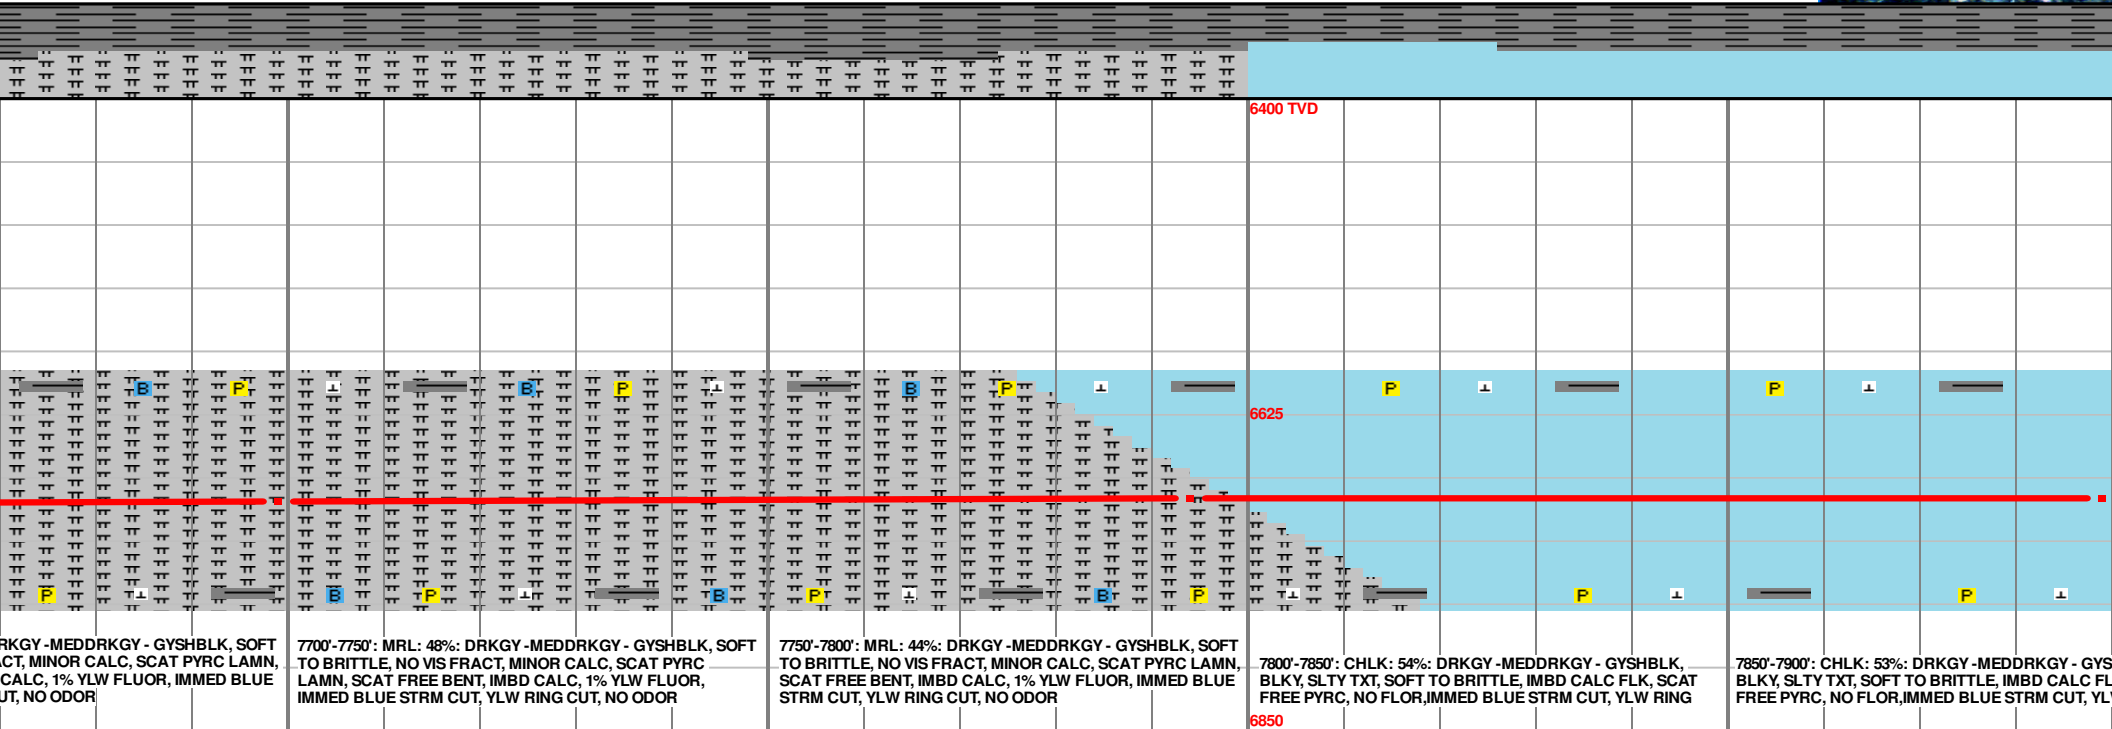 6400 TVD
B P B P B P P P
6625
P B P B P B P P P
RKGY -MEDDRKGY - GYSHBLK, SOFT
ACT, MINOR CALC, SCAT PYRC LAMN,
CALC, 1% YLW FLUOR, IMMED BLUE
UT, NO ODOR
7700'-7750': MRL: 48%: DRKGY -MEDDRKGY - GYSHBLK, SOFT
TO BRITTLE, NO VIS FRACT, MINOR CALC, SCAT PYRC
LAMN, SCAT FREE BENT, IMBD CALC, 1% YLW FLUOR,
IMMED BLUE STRM CUT, YLW RING CUT, NO ODOR
7750'-7800': MRL: 44%: DRKGY -MEDDRKGY - GYSHBLK, SOFT
TO BRITTLE, NO VIS FRACT, MINOR CALC, SCAT PYRC LAMN,
SCAT FREE BENT, IMBD CALC, 1% YLW FLUOR, IMMED BLUE
STRM CUT, YLW RING CUT, NO ODOR
7800'-7850': CHLK: 54%: DRKGY -MEDDRKGY - GYSHBLK,
BLKY, SLTY TXT, SOFT TO BRITTLE, IMBD CALC FLK, SCAT
FREE PYRC, NO FLOR,IMMED BLUE STRM CUT, YLW RING
7850'-7900': CHLK: 53%: DRKGY -MEDDRKGY - GYS
BLKY, SLTY TXT, SOFT TO BRITTLE, IMBD CALC FL
FREE PYRC, NO FLOR,IMMED BLUE STRM CUT, YL
6850